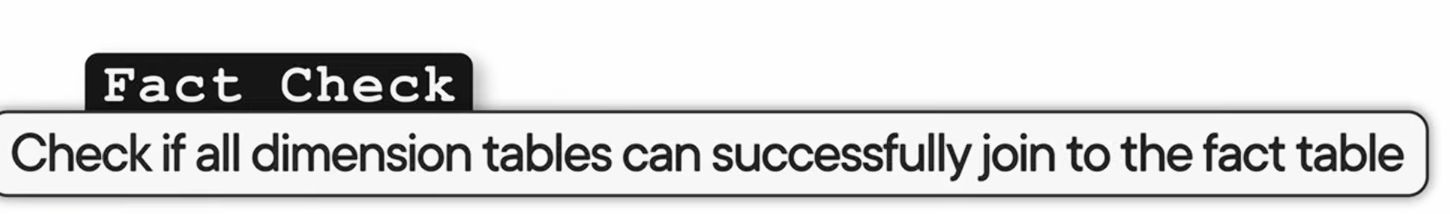 Fact Check
Check if all dimension tables can successfully join to the fact table